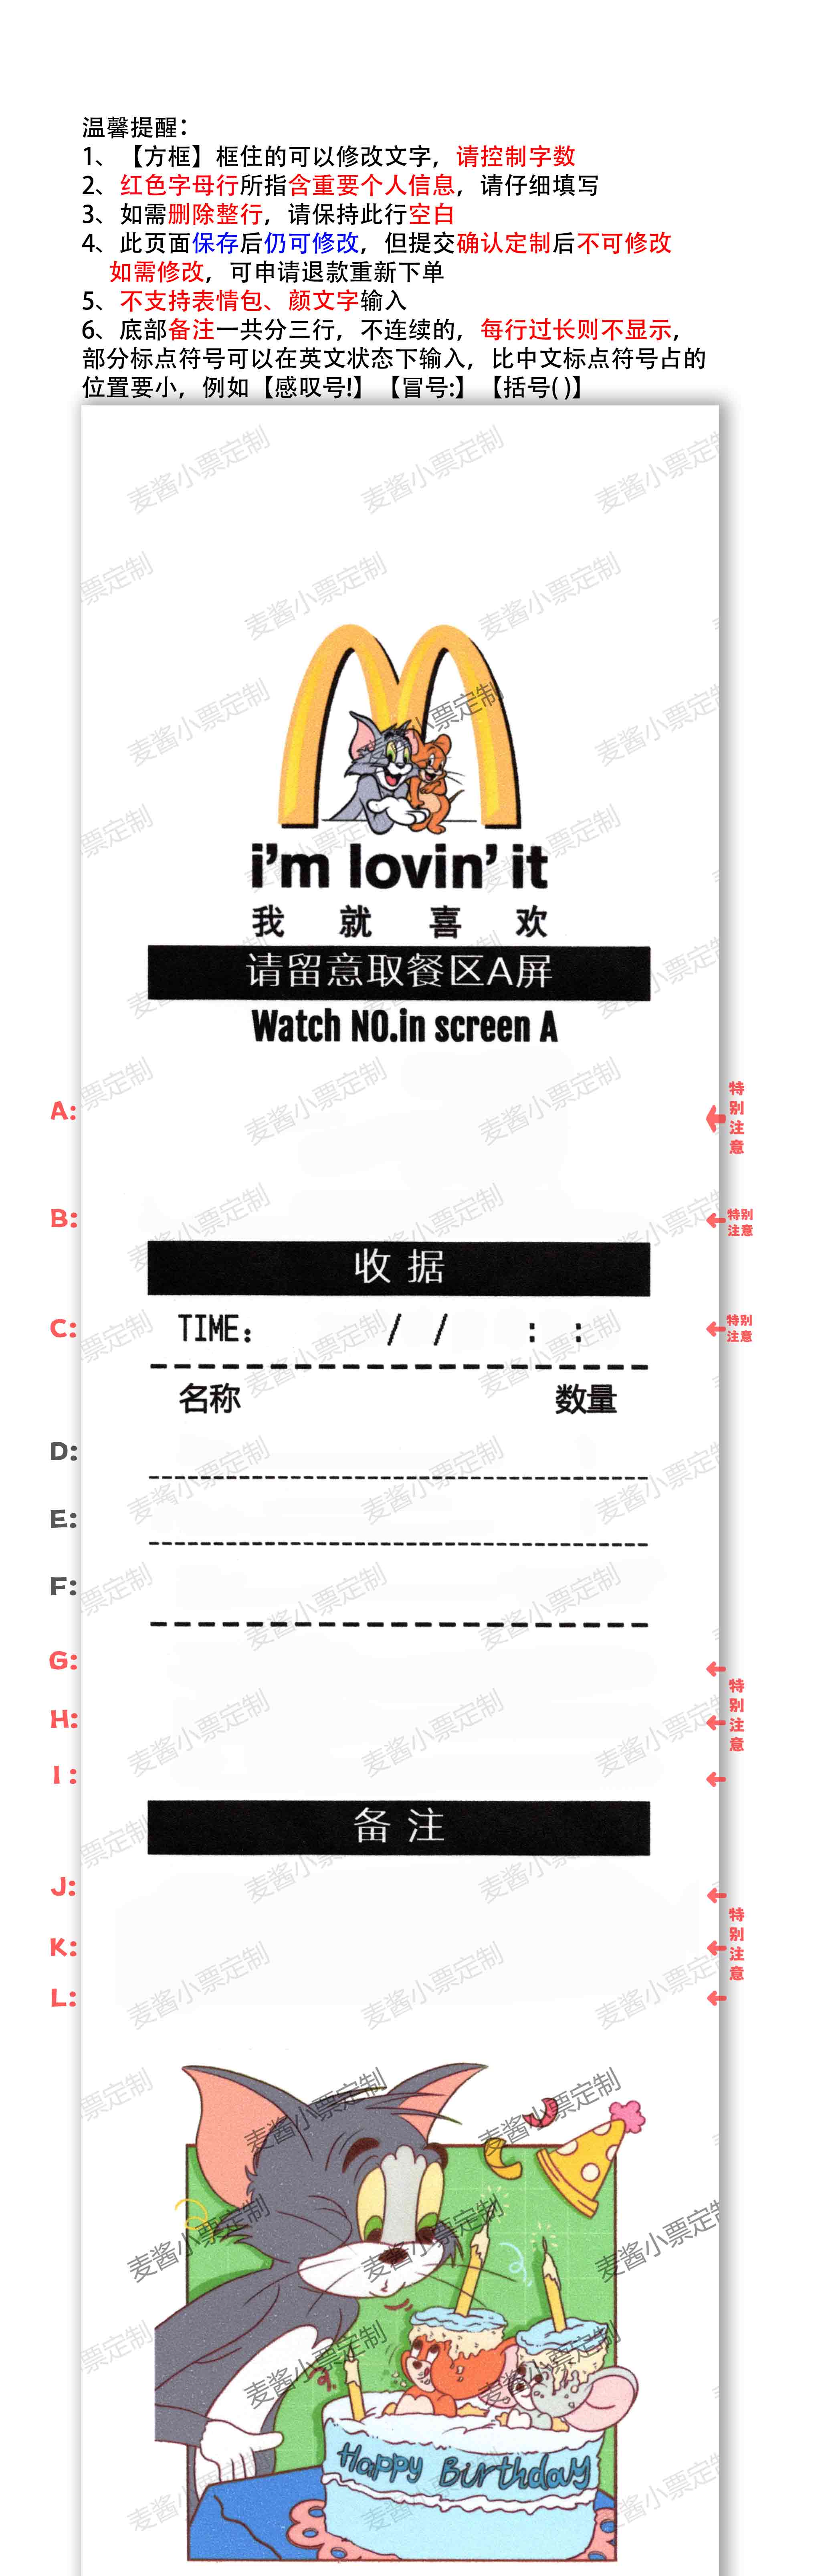 温馨提醒：
1、【方框】框住的可以修改文字，请控制字数
2、红色字母行所指含重要个人信息，请仔细填写
3、如需删除整行，请保持此行空白
4、此页面保存后仍可修改，但提交确认定制后不可修改
如需修改，可申请退款重新下单
5、不支持表情包、颜文字输入
6、底部备注一共分三行，不连续的，每行过长则不显示，
部分标点符号可以在英文状态下输入，比中文标点符号占的
位置要小，例如【感叹号!】【冒号:】【括号( )】
麦酱小票定制
i'm lovin' it
我就喜欢
请留意取餐区A屏
Watch NO.in screen A
A: 特别注意
B: 特别注意
收据
C: TIME: / / : : 特别注意
名称 数量
D:
E:
F:
G:
H: 特别注意
I:
备注
J:
K: 特别注意
L:
Happy Birthday